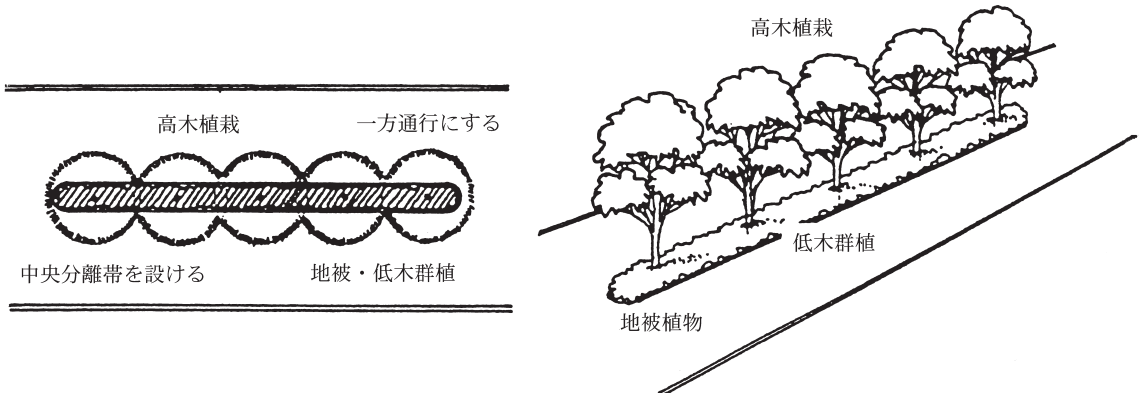 高木植栽
一方通行にする
中央分離帯を設ける
地被・低木群植
高木植栽
低木群植
地被植物